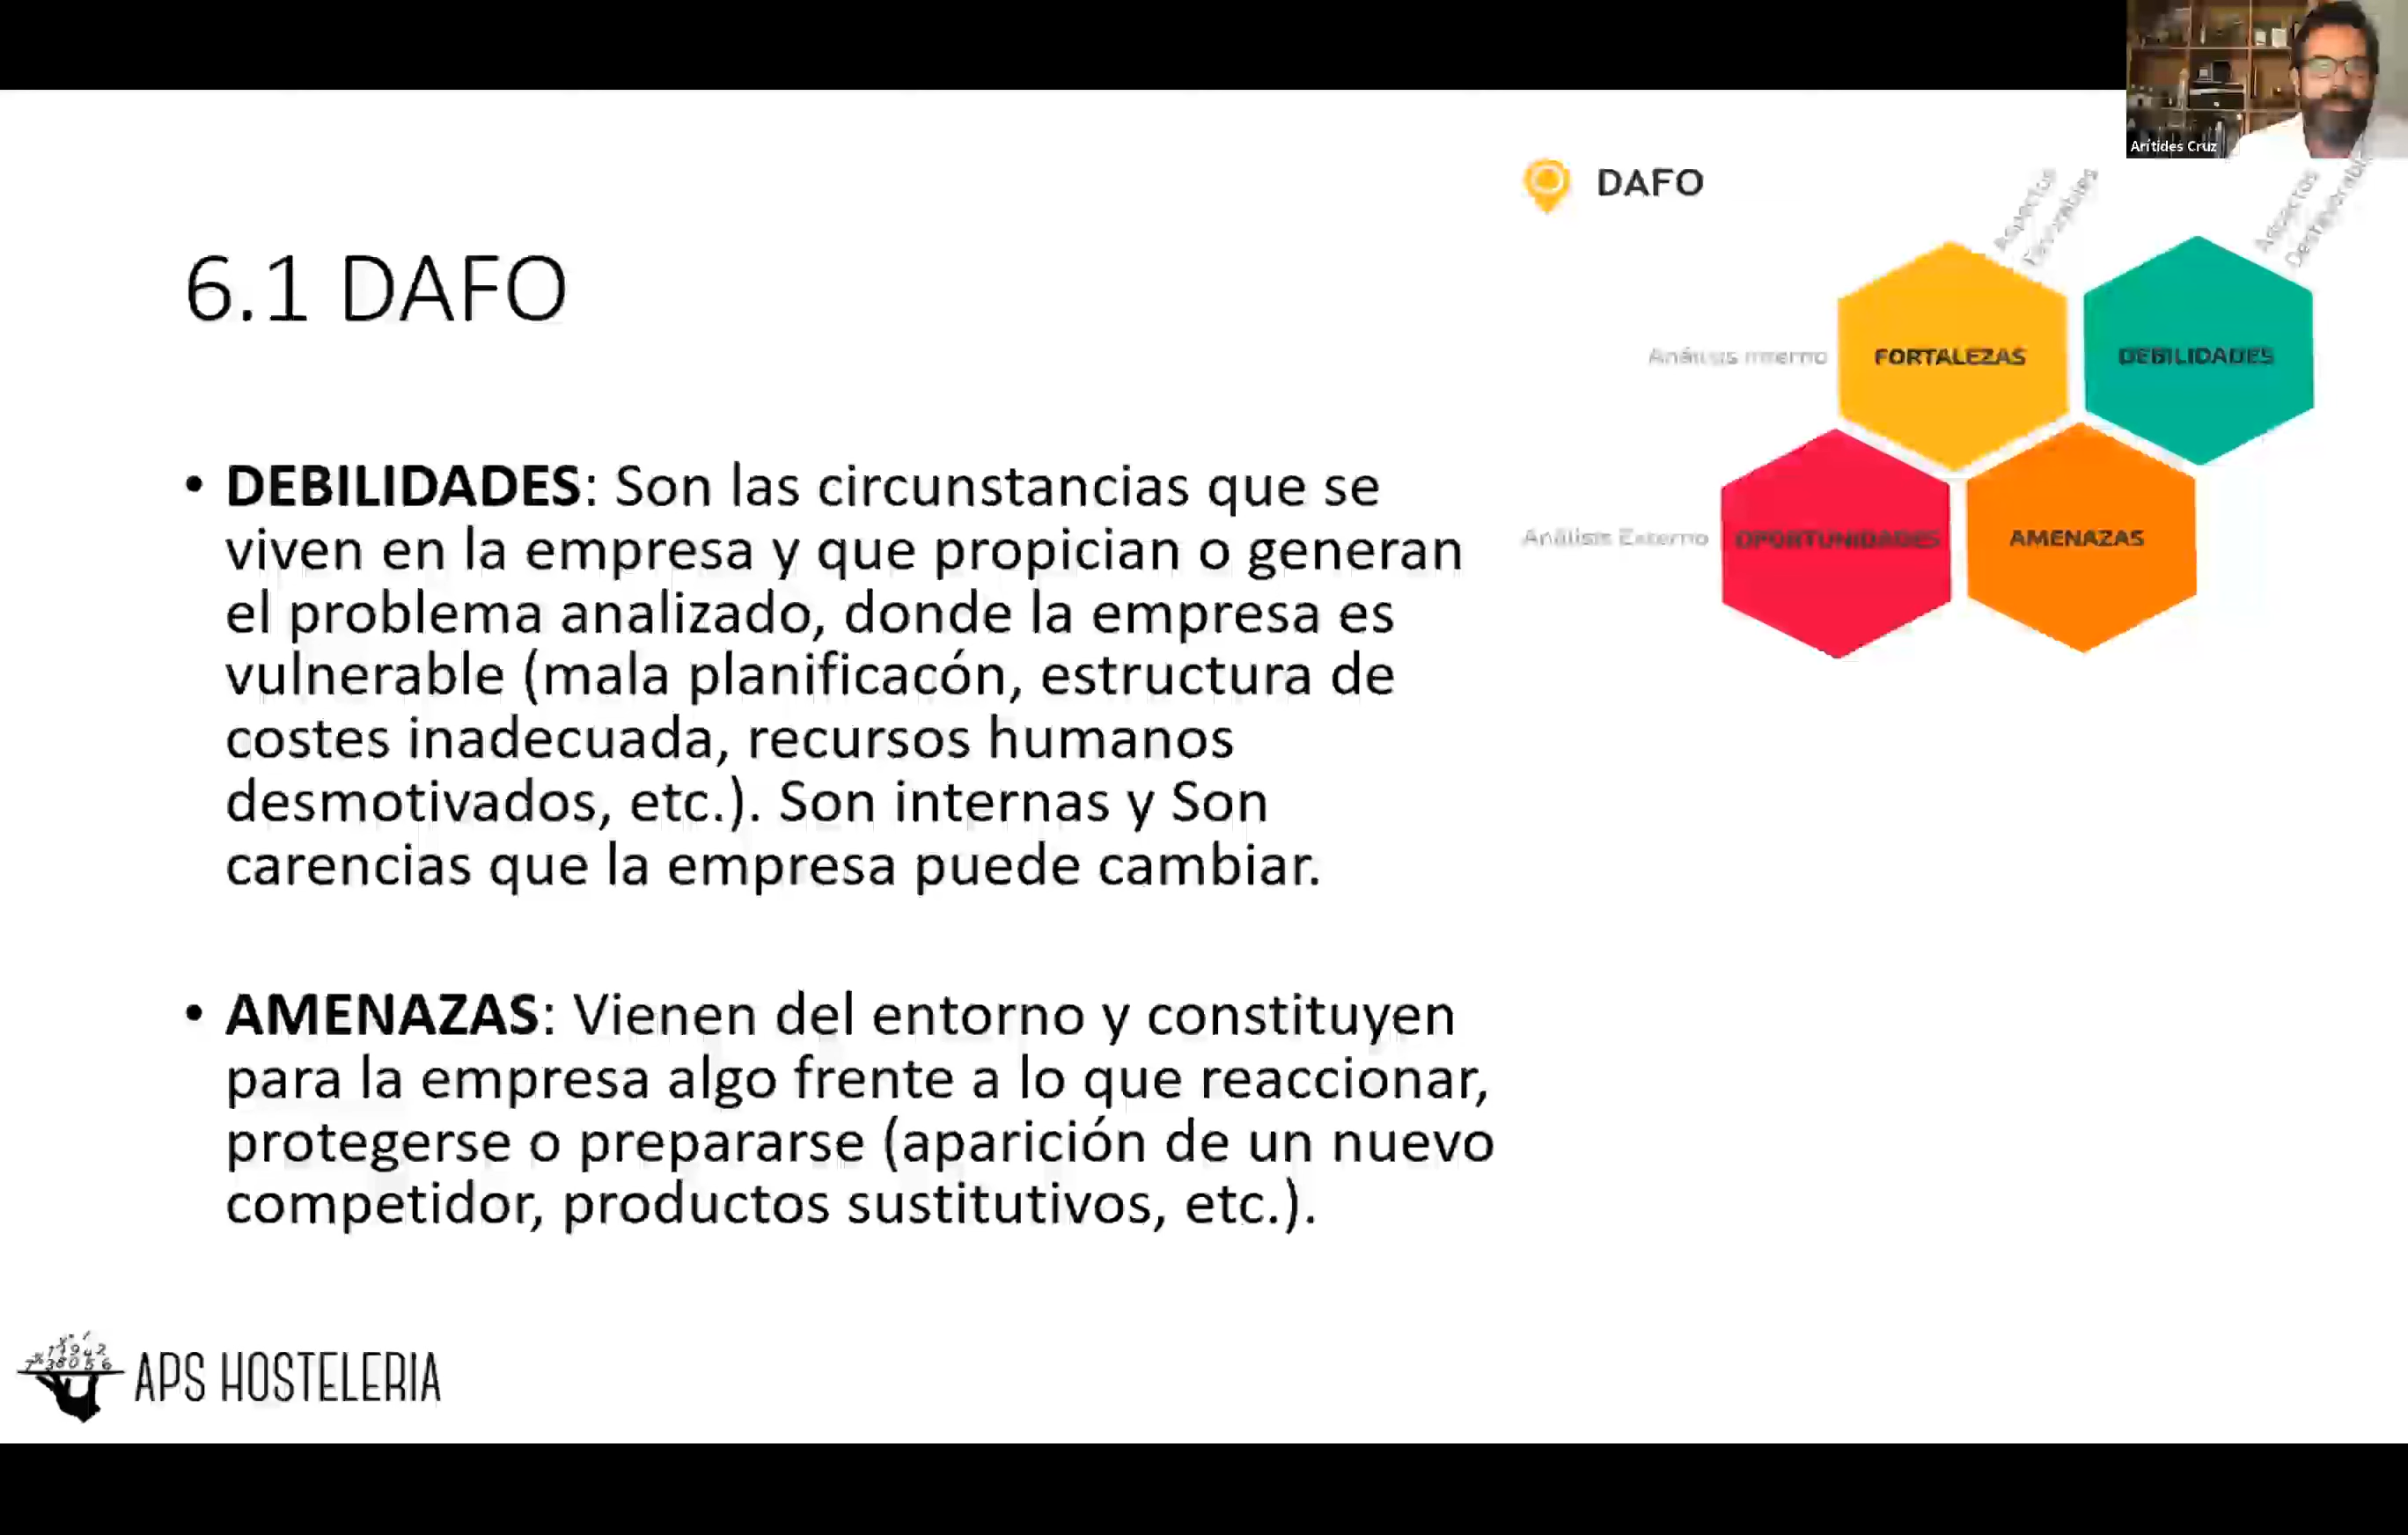 Arítides Cruz
DAFO
6.1 DAFO
Aspectos
Favorables
Aspectos
Análisis Interno
FORTALEZAS
DEBILIDADES
Análisis Externo
OPORTUNIDADES
AMENAZAS
• DEBILIDADES: Son las circunstancias que se
viven en la empresa y que propician o generan
el problema analizado, donde la empresa es
vulnerable (mala planificacón, estructura de
costes inadecuada, recursos humanos
desmotivados, etc.). Son internas y Son
carencias que la empresa puede cambiar.
• AMENAZAS: Vienen del entorno y constituyen
para la empresa algo frente a lo que reaccionar,
protegerse o prepararse (aparición de un nuevo
competidor, productos sustitutivos, etc.).
APS HOSTELERIA